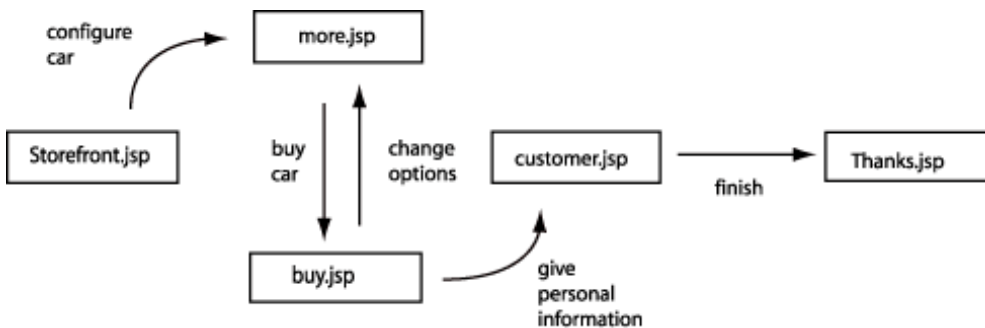 configure
car
more.jsp
Storefront.jsp
buy
car
change
options
customer.jsp
finish
Thanks.jsp
buy.jsp
give
personal
information